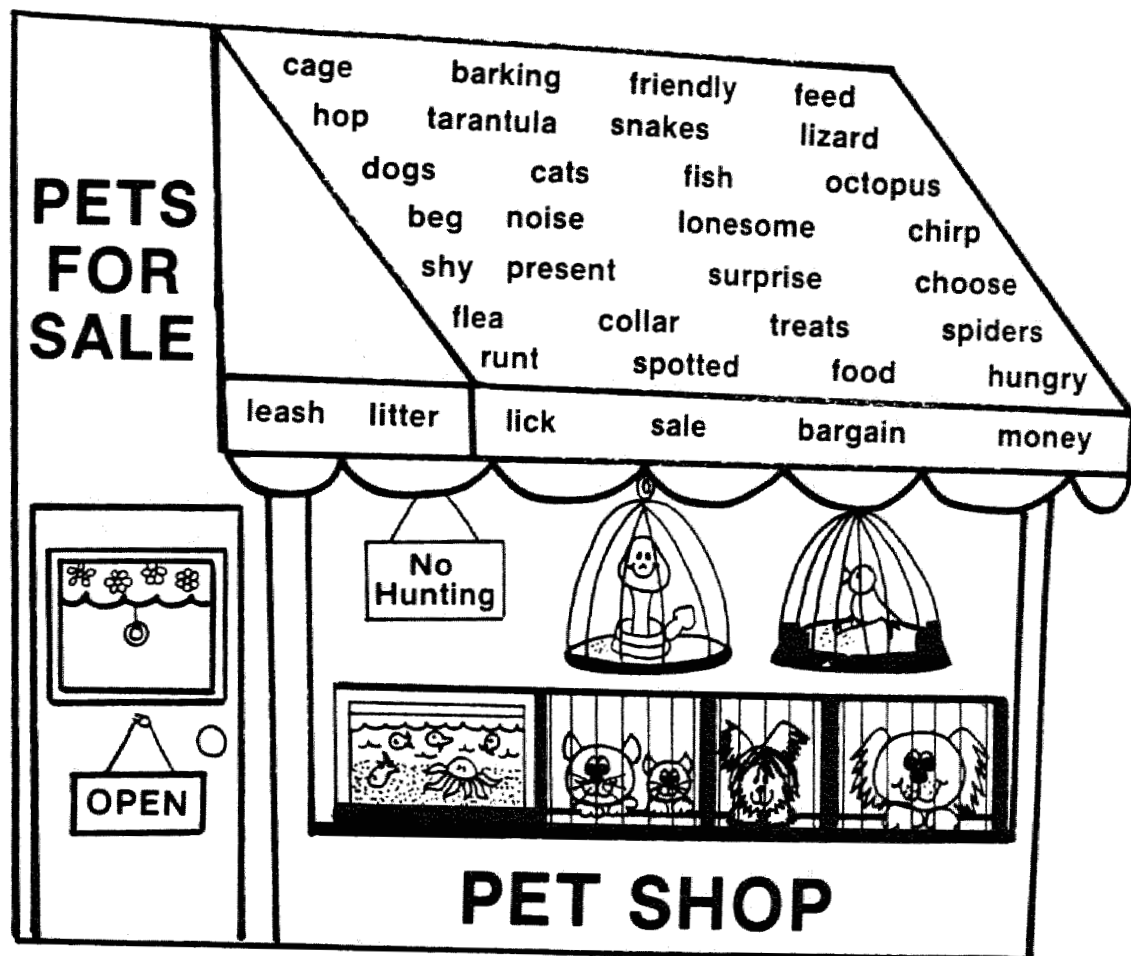 PETS
FOR
SALE
cage barking friendly feed
hop tarantula snakes lizard
dogs cats fish octopus
beg noise lonesome chirp
shy present surprise choose
flea collar treats spiders
runt spotted food hungry
leash litter lick sale bargain money
No
Hunting
OPEN
PET SHOP